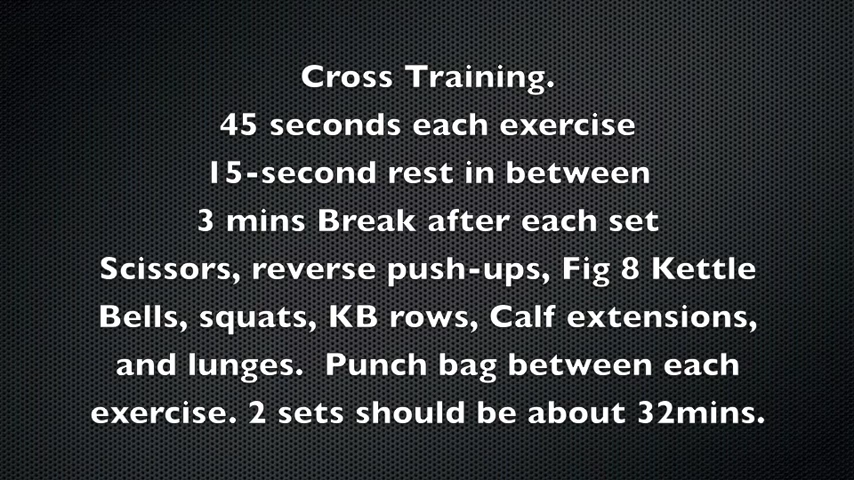 Cross Training.
45 seconds each exercise
15-second rest in between
3 mins Break after each set
Scissors, reverse push-ups, Fig 8 Kettle
Bells, squats, KB rows, Calf extensions,
and lunges.  Punch bag between each
exercise. 2 sets should be about 32mins.